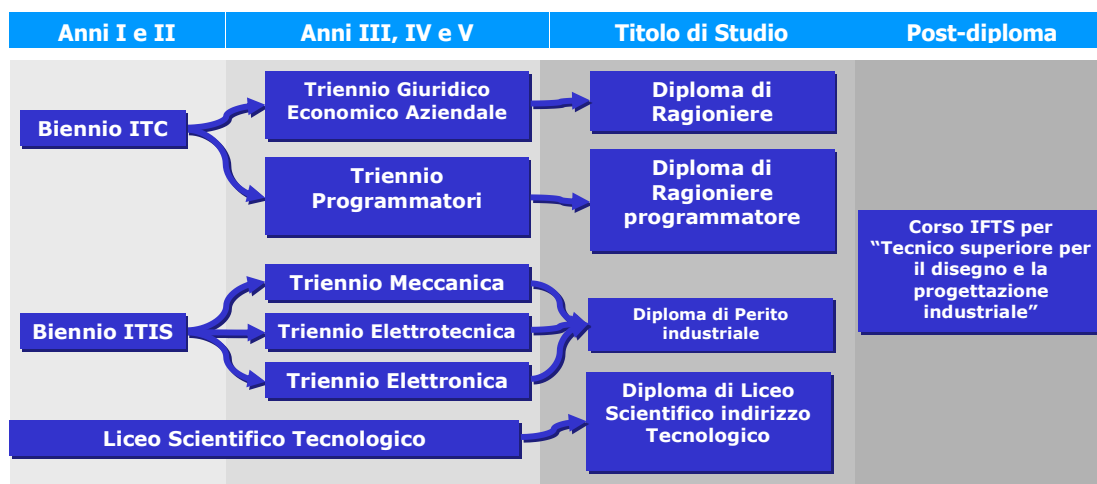 Anni I e II
Anni III, IV e V
Titolo di Studio
Post-diploma
Biennio ITC
Triennio Giuridico
Economico Aziendale
Diploma di
Ragioniere
Triennio
Programmatori
Diploma di
Ragioniere
programmatore
Corso IFTS per
“Tecnico superiore per
il disegno e la
progettazione
industriale”
Biennio ITIS
Triennio Meccanica
Triennio Elettrotecnica
Triennio Elettronica
Diploma di Perito
industriale
Liceo Scientifico Tecnologico
Diploma di Liceo
Scientifico indirizzo
Tecnologico